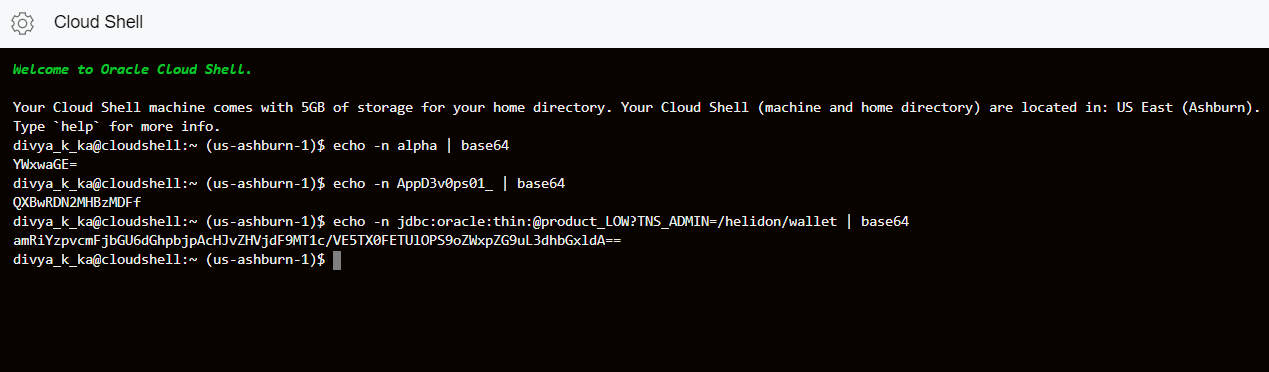 Cloud Shell
Welcome to Oracle Cloud Shell.
Your Cloud Shell machine comes with 5GB of storage for your home directory. Your Cloud Shell (machine and home directory) are located in: US East (Ashburn).
Type `help` for more info.
divya_k_ka@cloudshell:~ (us-ashburn-1)$ echo -n alpha | base64
YWxwaGE=
divya_k_ka@cloudshell:~ (us-ashburn-1)$ echo -n AppD3v0ps01_ | base64
QXBwRDN2MHBzMDFf
divya_k_ka@cloudshell:~ (us-ashburn-1)$ echo -n jdbc:oracle:thin:@product_LOW?TNS_ADMIN=/helidon/wallet | base64
amRiYzpvcmFjbGU6dGhpbjpAcHJvZHVjdF9MT1c/VE5TX0FETUlOPS9oZWxpZG9uL3dhbGxldA==
divya_k_ka@cloudshell:~ (us-ashburn-1)$